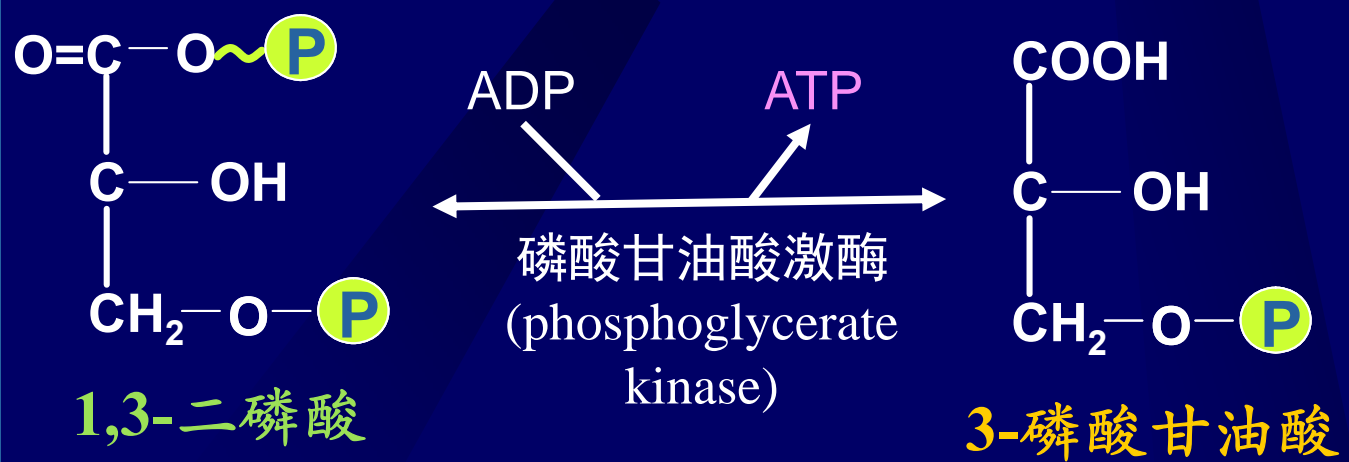 O=C—O~P
C—OH
CH₂—O—P
1,3-二磷酸
ADP
ATP
磷酸甘油酸激酶
(phosphoglycerate
kinase)
COOH
C—OH
CH₂—O—P
3-磷酸甘油酸